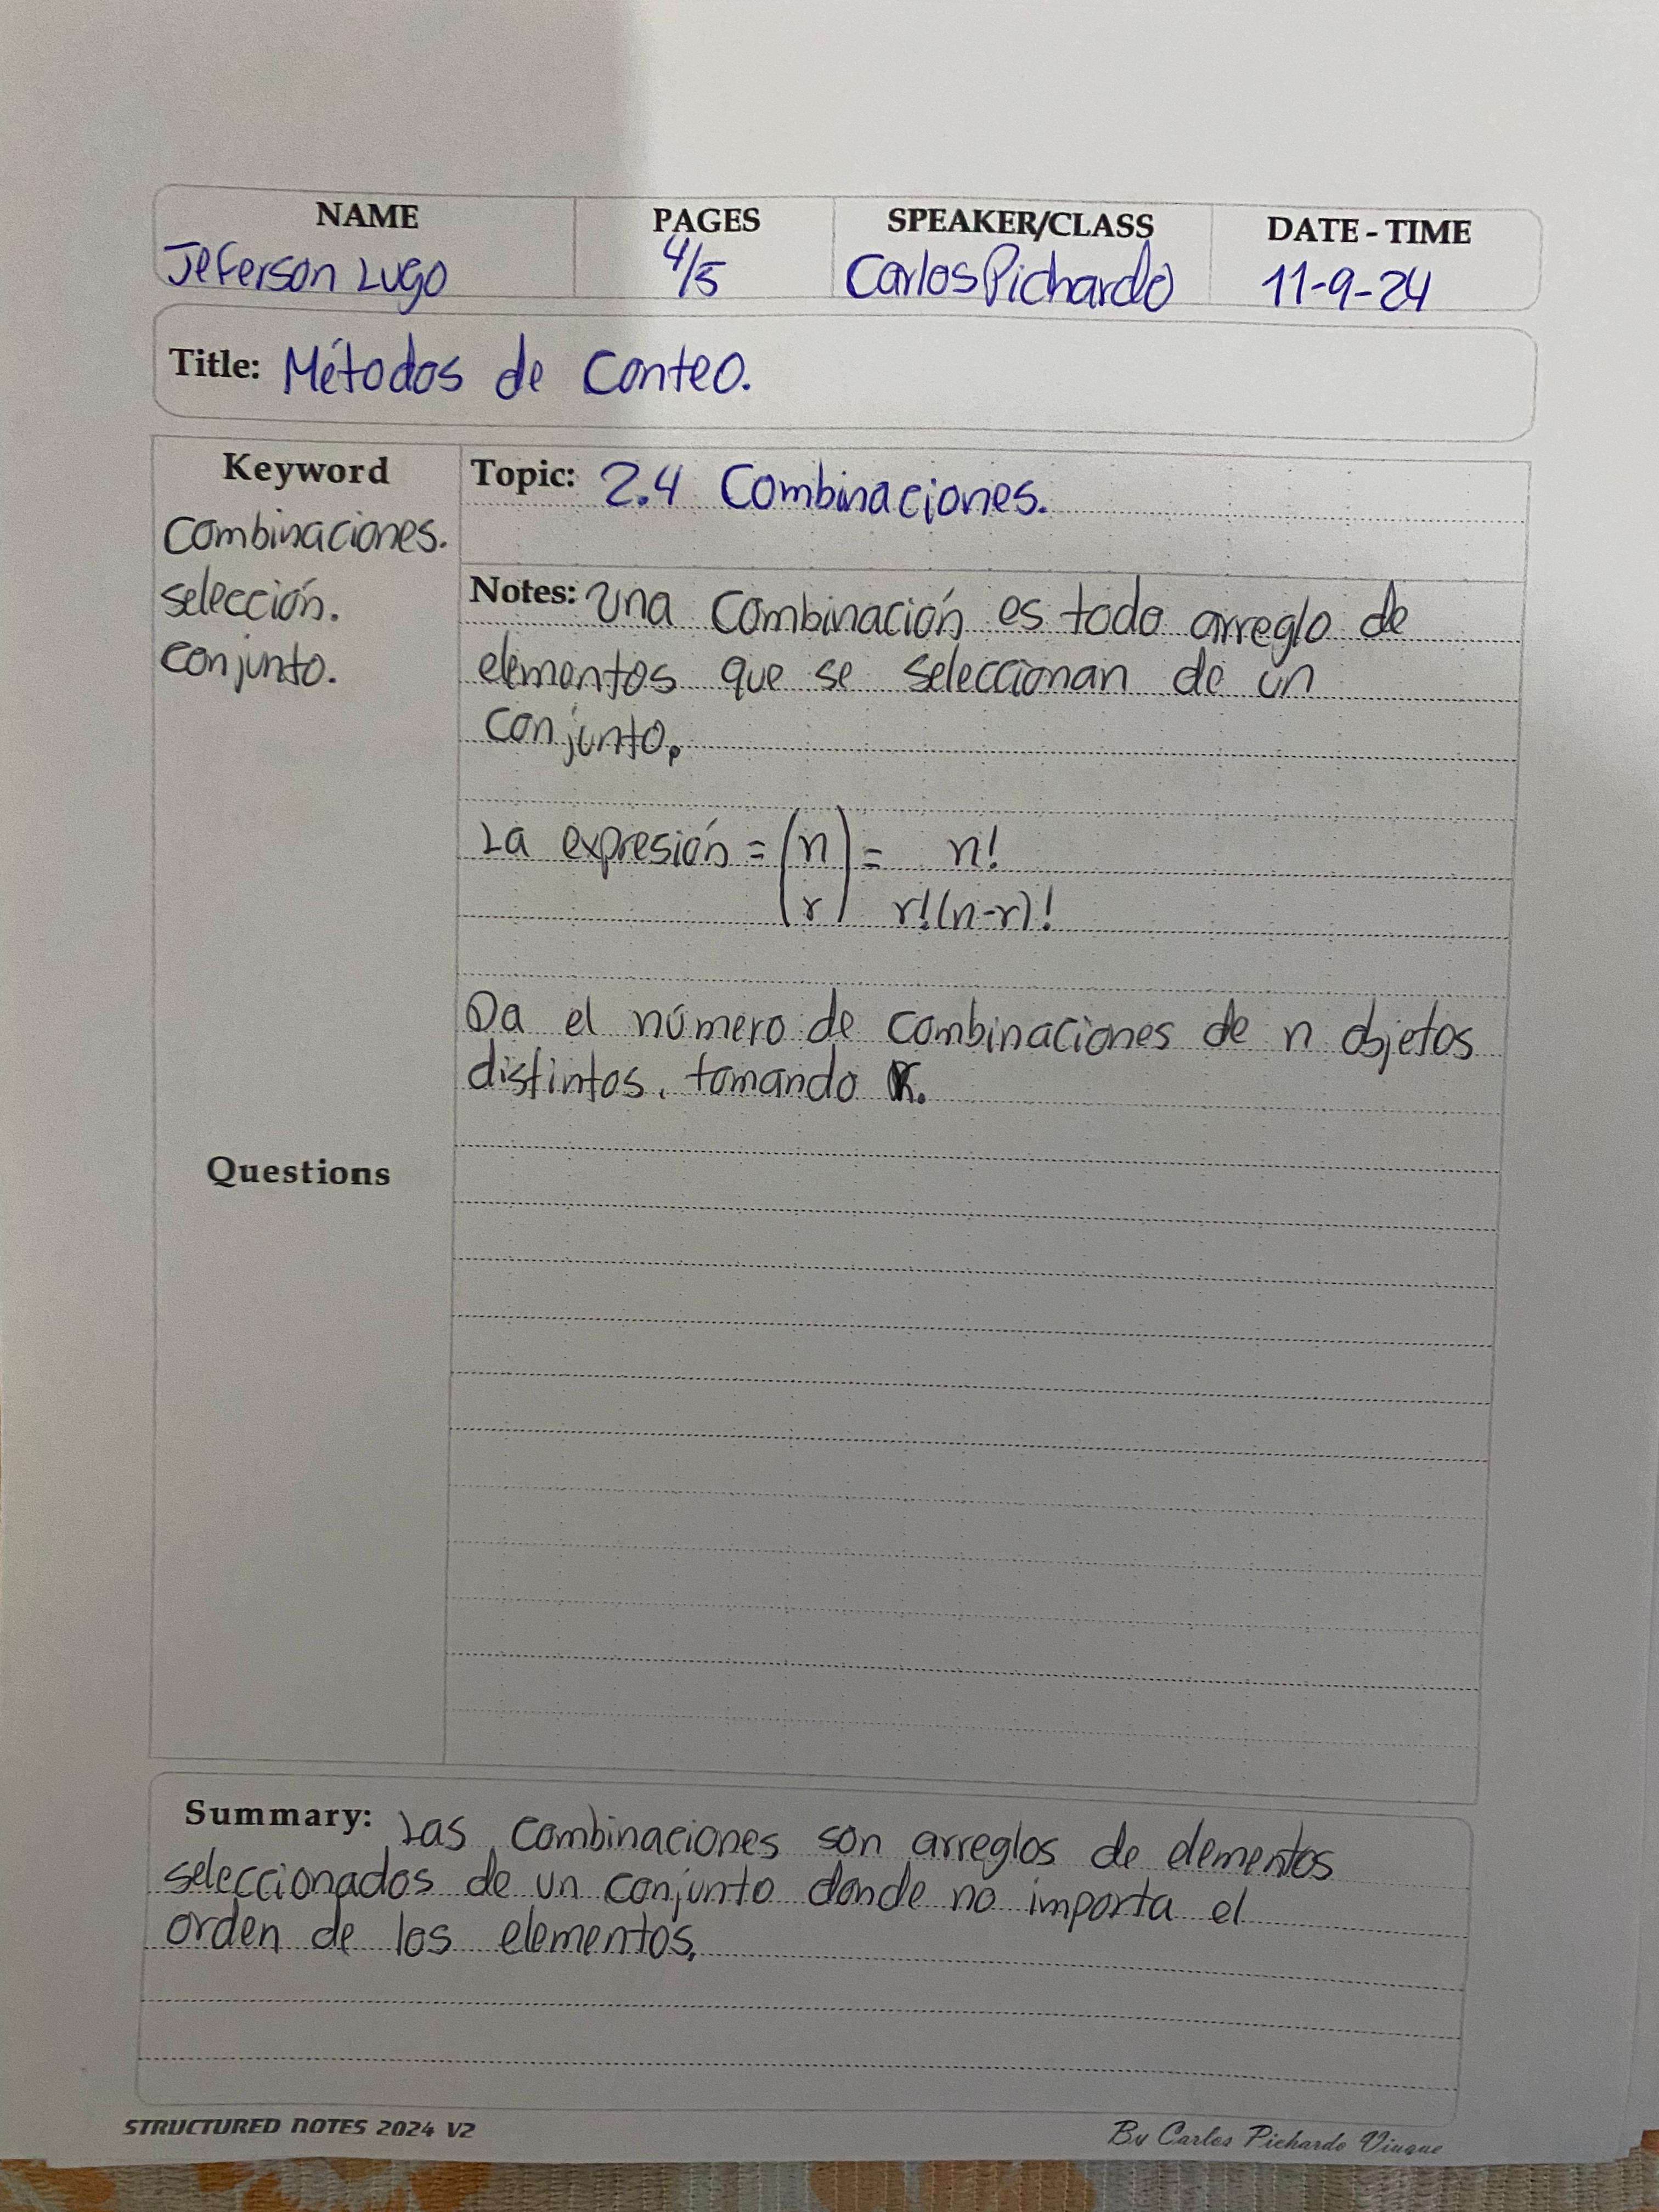 NAME PAGES SPEAKER/CLASS DATE - TIME
Jeferson Lugo 4/5 Carlos Pichardo 11-9-24
Title: Métodos de Conteo.
Keyword
Combinaciones.
selección.
conjunto.
Topic: 2.4 Combinaciones.
Notes: Una Combinación es todo arreglo de
elementos que se seleccionan de un
conjunto.
La expresión = (n) = n!
(r) r!(n-r)!
Da el número de combinaciones de n objetos
distintos. tomando r.
Questions
Summary: Las combinaciones son arreglos de elementos
seleccionados de un conjunto donde no importa el
orden de los elementos.
STRUCTURED NOTES 2024 V2 By Carlos Pichardo Viuque